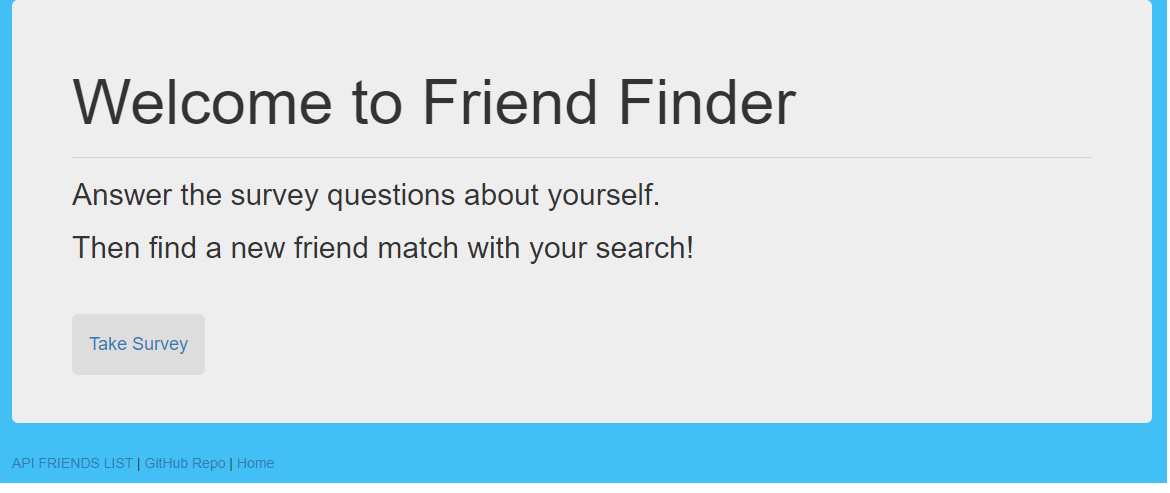 Welcome to Friend Finder
Answer the survey questions about yourself.
Then find a new friend match with your search!
Take Survey
API FRIENDS LIST | GitHub Repo | Home